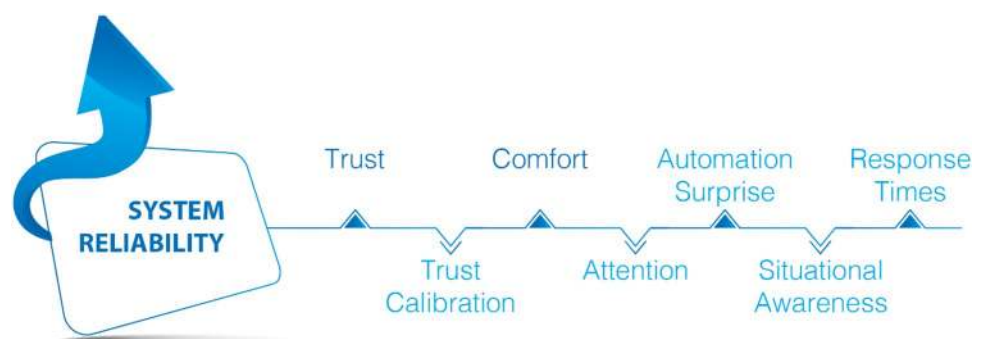 SYSTEM
RELIABILITY
Trust
Comfort
Automation
Surprise
Response
Times
Trust
Calibration
Attention
Situational
Awareness